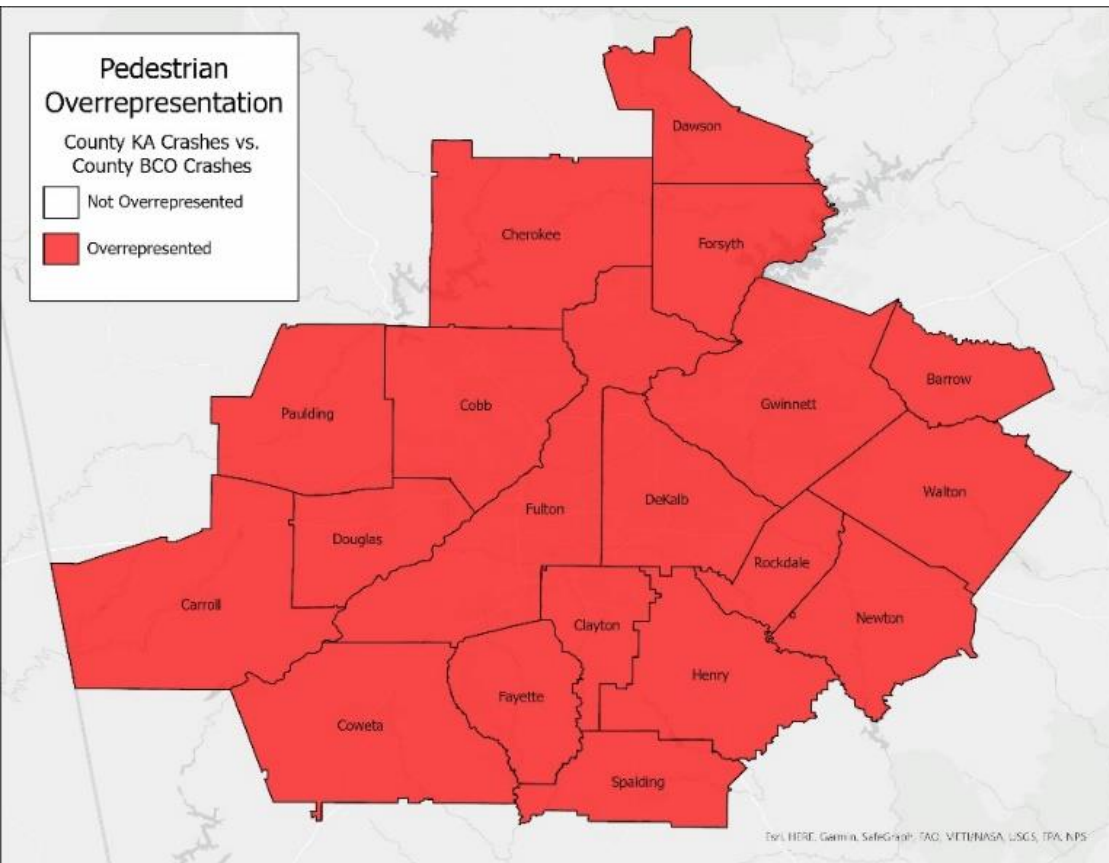 Pedestrian
Overrepresentation
County KA Crashes vs.
County BCO Crashes
Not Overrepresented
Overrepresented
Dawson
Cherokee
Forsyth
Barrow
Paulding
Cobb
Gwinnett
Walton
DeKalb
Fulton
Douglas
Rockdale
Carroll
Clayton
Newton
Henry
Fayette
Coweta
Spalding
Esri, HERE, Garmin, SafeGraph, FAO, METI/NASA, USGS, EPA, NPS